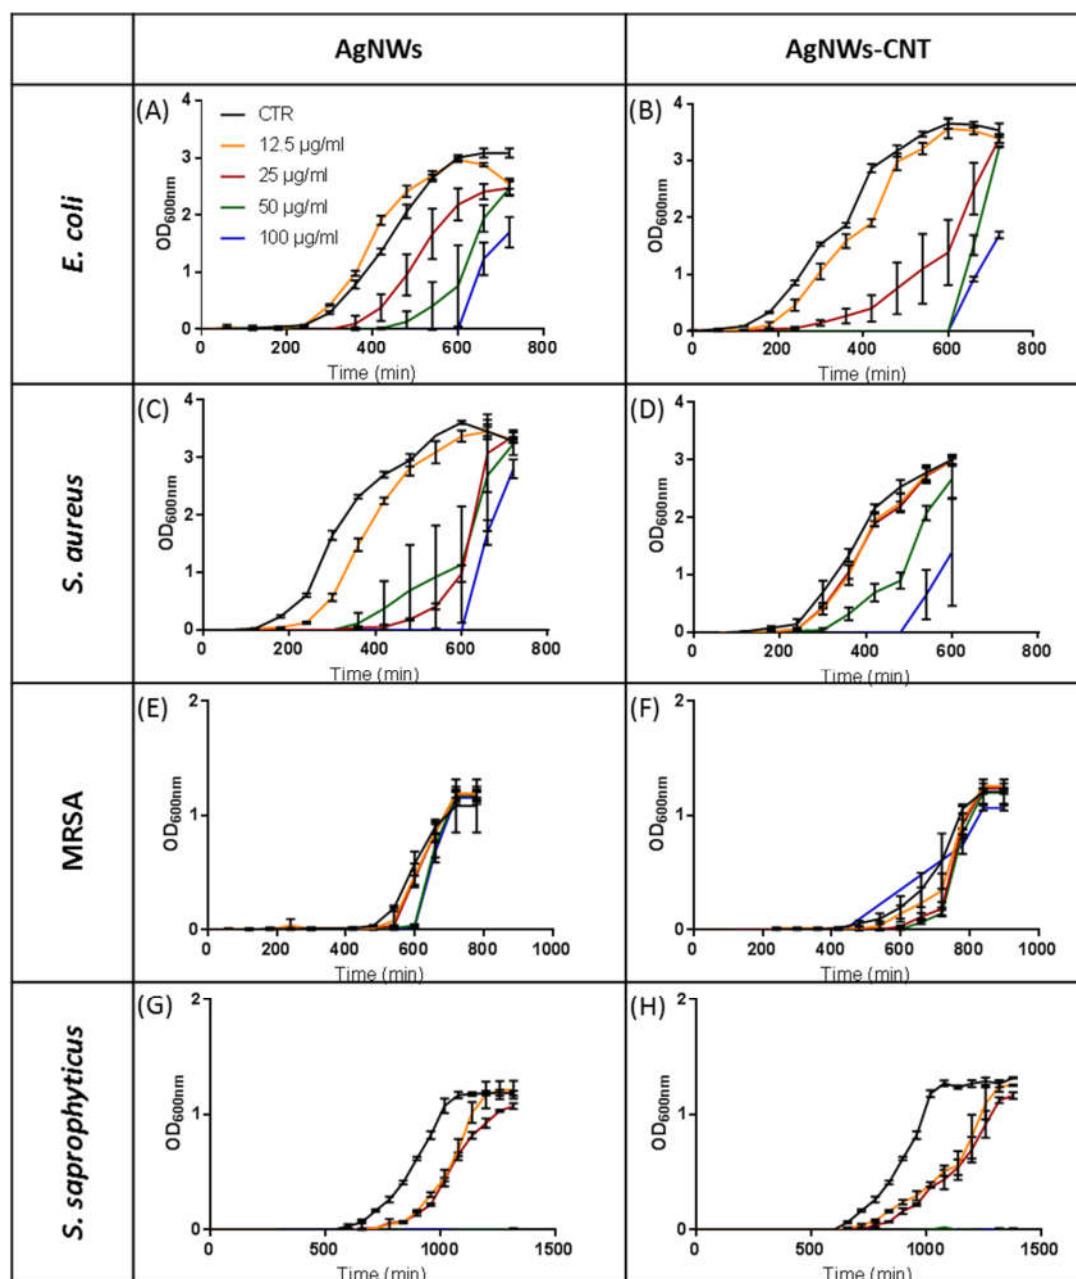 AgNWs
AgNWs-CNT
E. coli
(A)
CTR
12.5 µg/ml
25 µg/ml
50 µg/ml
100 µg/ml
4
3
2
1
0
OD600nm
0 200 400 600 800
Time (min)
(B)
4
3
2
1
0
OD600nm
0 200 400 600 800
Time (min)
S. aureus
(C)
4
3
2
1
0
OD600nm
0 200 400 600 800
Time (min)
(D)
4
3
2
1
0
OD600nm
0 200 400 600 800
Time (min)
MRSA
(E)
2
1
0
OD600nm
0 200 400 600 800 1000
Time (min)
(F)
2
1
0
OD600nm
0 200 400 600 800 1000
Time (min)
S. saprophyticus
(G)
2
1
0
OD600nm
0 500 1000 1500
Time (min)
(H)
2
1
0
OD600nm
0 500 1000 1500
Time (min)